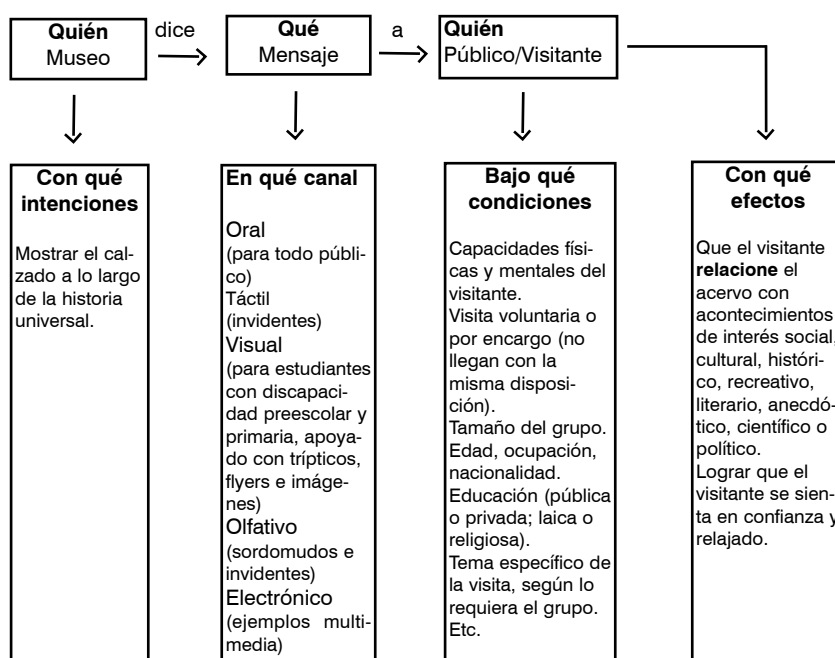 Quién
Museo
dice
Qué
Mensaje
a
Quién
Público/Visitante
Con qué
intenciones
Mostrar el cal-
zado a lo largo
de la historia
universal.
En qué canal
Oral
(para todo públi-
co)
Táctil
(invidentes)
Visual
(para estudiantes
con discapaci-
dad preescolar y
primaria, apoya-
do con trípticos,
flyers e imáge-
nes)
Olfativo
(sordomudos e
invidentes)
Electrónico
(ejemplos multi-
media)
Bajo qué
condiciones
Capacidades físi-
cas y mentales del
visitante.
Visita voluntaria o
por encargo (no
llegan con la
misma disposi-
ción).
Tamaño del grupo.
Edad, ocupación,
nacionalidad.
Educación (pública
o privada; laica o
religiosa).
Tema específico de
la visita, según lo
requiera el grupo.
Etc.
Con qué
efectos
Que el visitante
relacione el
acervo con
acontecimientos
de interés social,
cultural, históri-
co, recreativo,
literario, anecdó-
tico, científico o
político.
Lograr que el
visitante se sien-
ta en confianza y
relajado.